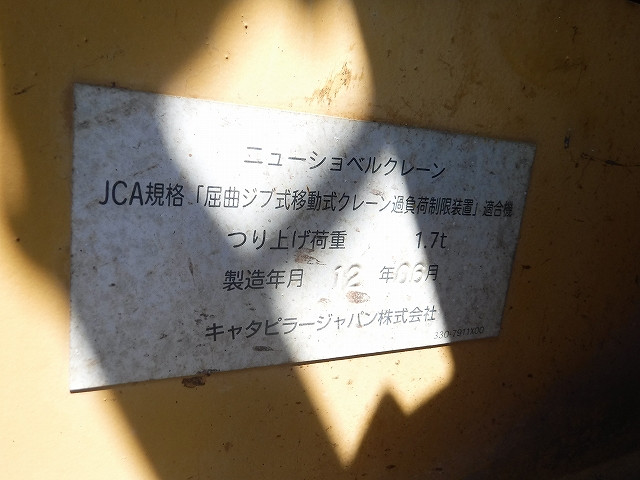 ニューショベルクレーン
JCA規格「屈曲ジブ式移動式クレーン過負荷制限装置」適合機
つり上げ荷重 1.7t
製造年月 12 年06月
キャタピラージャパン株式会社